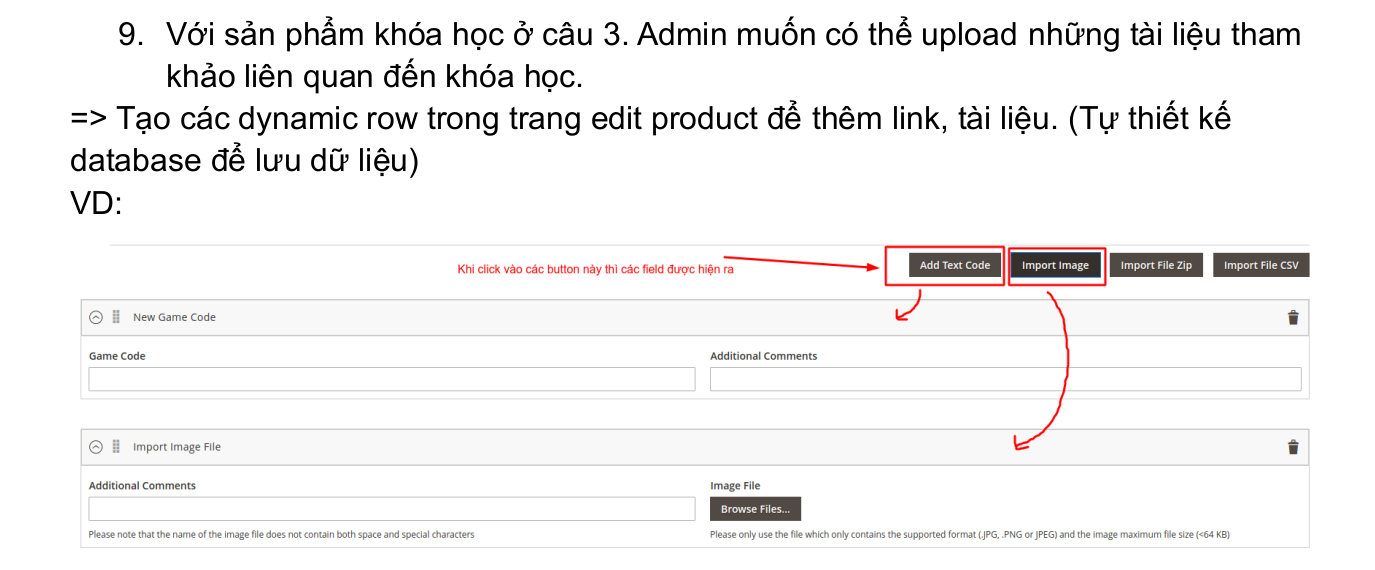 9. Với sản phẩm khóa học ở câu 3. Admin muốn có thể upload những tài liệu tham
khảo liên quan đến khóa học.
=> Tạo các dynamic row trong trang edit product để thêm link, tài liệu. (Tự thiết kế
database để lưu dữ liệu)
VD:
Khi click vào các button này thì các field được hiện ra
Add Text Code Import Image Import File Zip Import File CSV
New Game Code
Game Code Additional Comments
Import Image File
Additional Comments Image File
Browse Files...
Please note that the name of the image file does not contain both space and special characters Please only use the file which only contains the supported format (.JPG, .PNG or JPEG) and the image maximum file size (<64 KB)